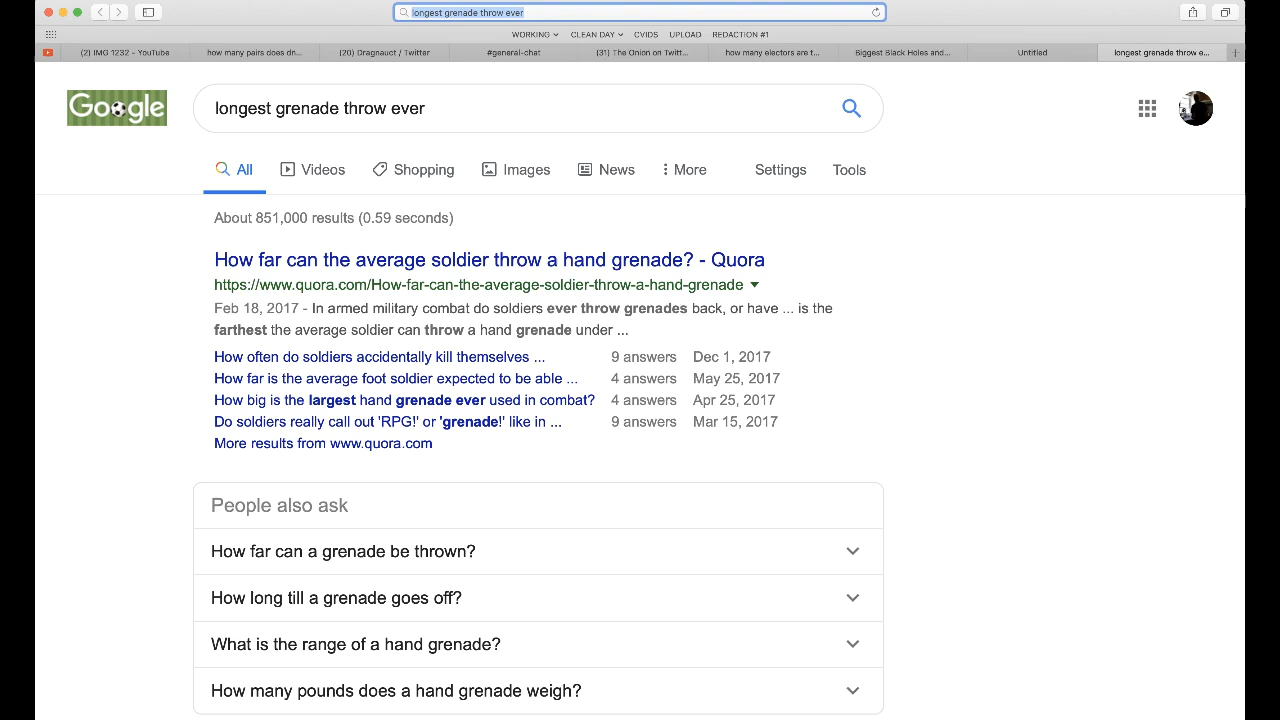 longest grenade throw ever
WORKING CLEAN DAY CVIDS UPLOAD REDACTION #1
(2) IMG 1232 - YouTube how many pairs does dn... (20) Dragnauct / Twitter #general-chat (31) The Onion on Twitt... how many electors are t... Biggest Black Holes and... Untitled longest grenade throw e...
Google longest grenade throw ever
All Videos Shopping Images News More Settings Tools
About 851,000 results (0.59 seconds)
How far can the average soldier throw a hand grenade? - Quora
https://www.quora.com/How-far-can-the-average-soldier-throw-a-hand-grenade
Feb 18, 2017 - In armed military combat do soldiers ever throw grenades back, or have ... is the
farthest the average soldier can throw a hand grenade under ...
How often do soldiers accidentally kill themselves ... 9 answers Dec 1, 2017
How far is the average foot soldier expected to be able ... 4 answers May 25, 2017
How big is the largest hand grenade ever used in combat? 4 answers Apr 25, 2017
Do soldiers really call out 'RPG!' or 'grenade!' like in ... 9 answers Mar 15, 2017
More results from www.quora.com
People also ask
How far can a grenade be thrown?
How long till a grenade goes off?
What is the range of a hand grenade?
How many pounds does a hand grenade weigh?